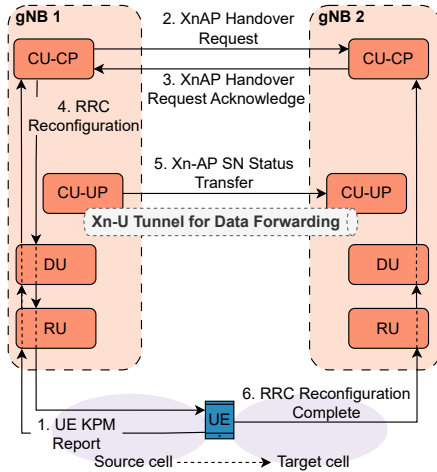 gNB 1
gNB 2
2. XnAP Handover
Request
CU-CP
CU-CP
3. XnAP Handover
Request Acknowledge
4. RRC
Reconfiguration
5. Xn-AP SN Status
Transfer
CU-UP
CU-UP
Xn-U Tunnel for Data Forwarding
DU
DU
RU
RU
UE
6. RRC Reconfiguration
Complete
1. UE KPM
Report
Source cell
Target cell